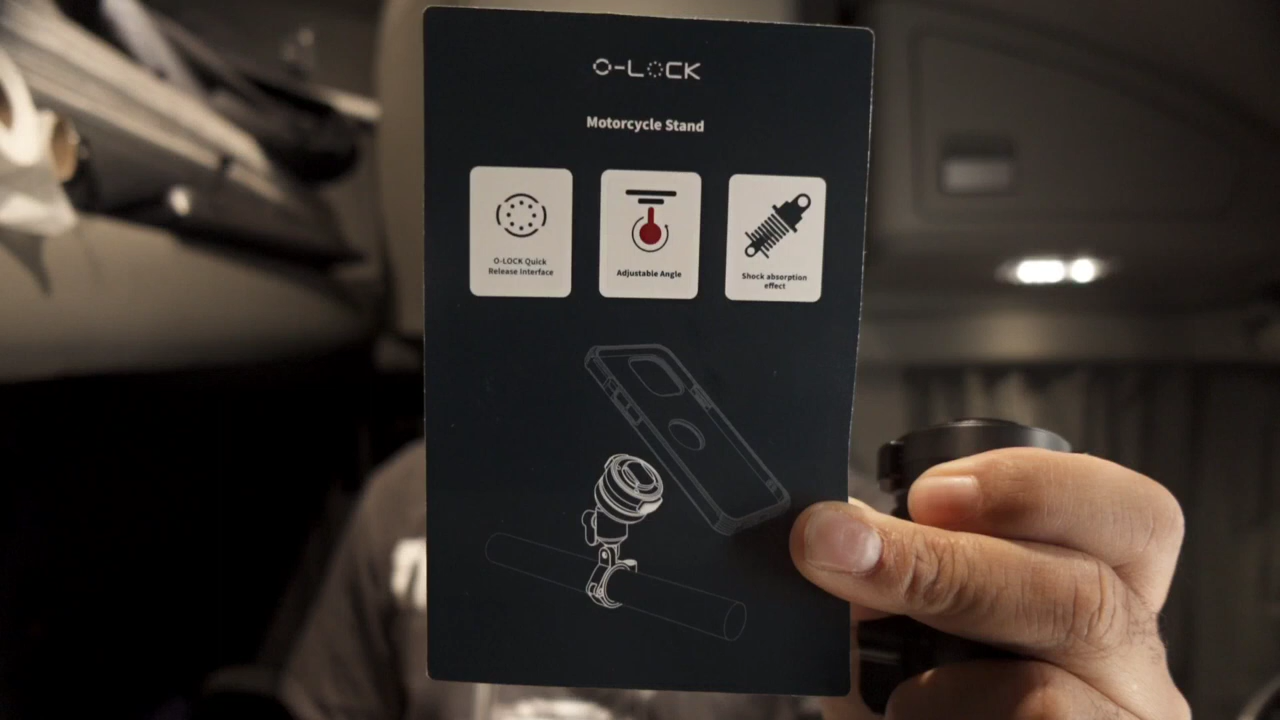 O-LOCK
Motorcycle Stand
O-LOCK Quick
Release Interface
Adjustable Angle
Shock absorption
effect